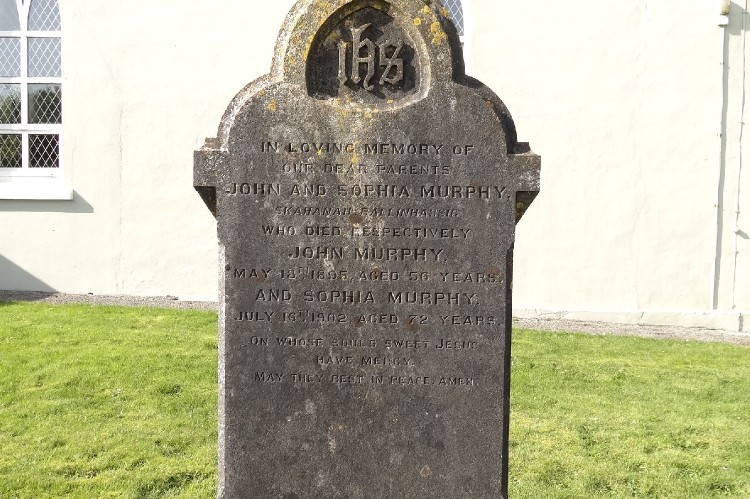 IHS
IN LOVING MEMORY OF
OUR DEAR PARENTS
JOHN AND SOPHIA MURPHY,
SKAHANAH BALLINHASSIG
WHO DIED RESPECTIVELY
JOHN MURPHY,
MAY 18TH 1895, AGED 56 YEARS,
AND SOPHIA MURPHY,
JULY 16TH 1902, AGED 72 YEARS.
ON WHOSE SOULS SWEET JESUS
HAVE MERCY.
MAY THEY REST IN PEACE, AMEN.